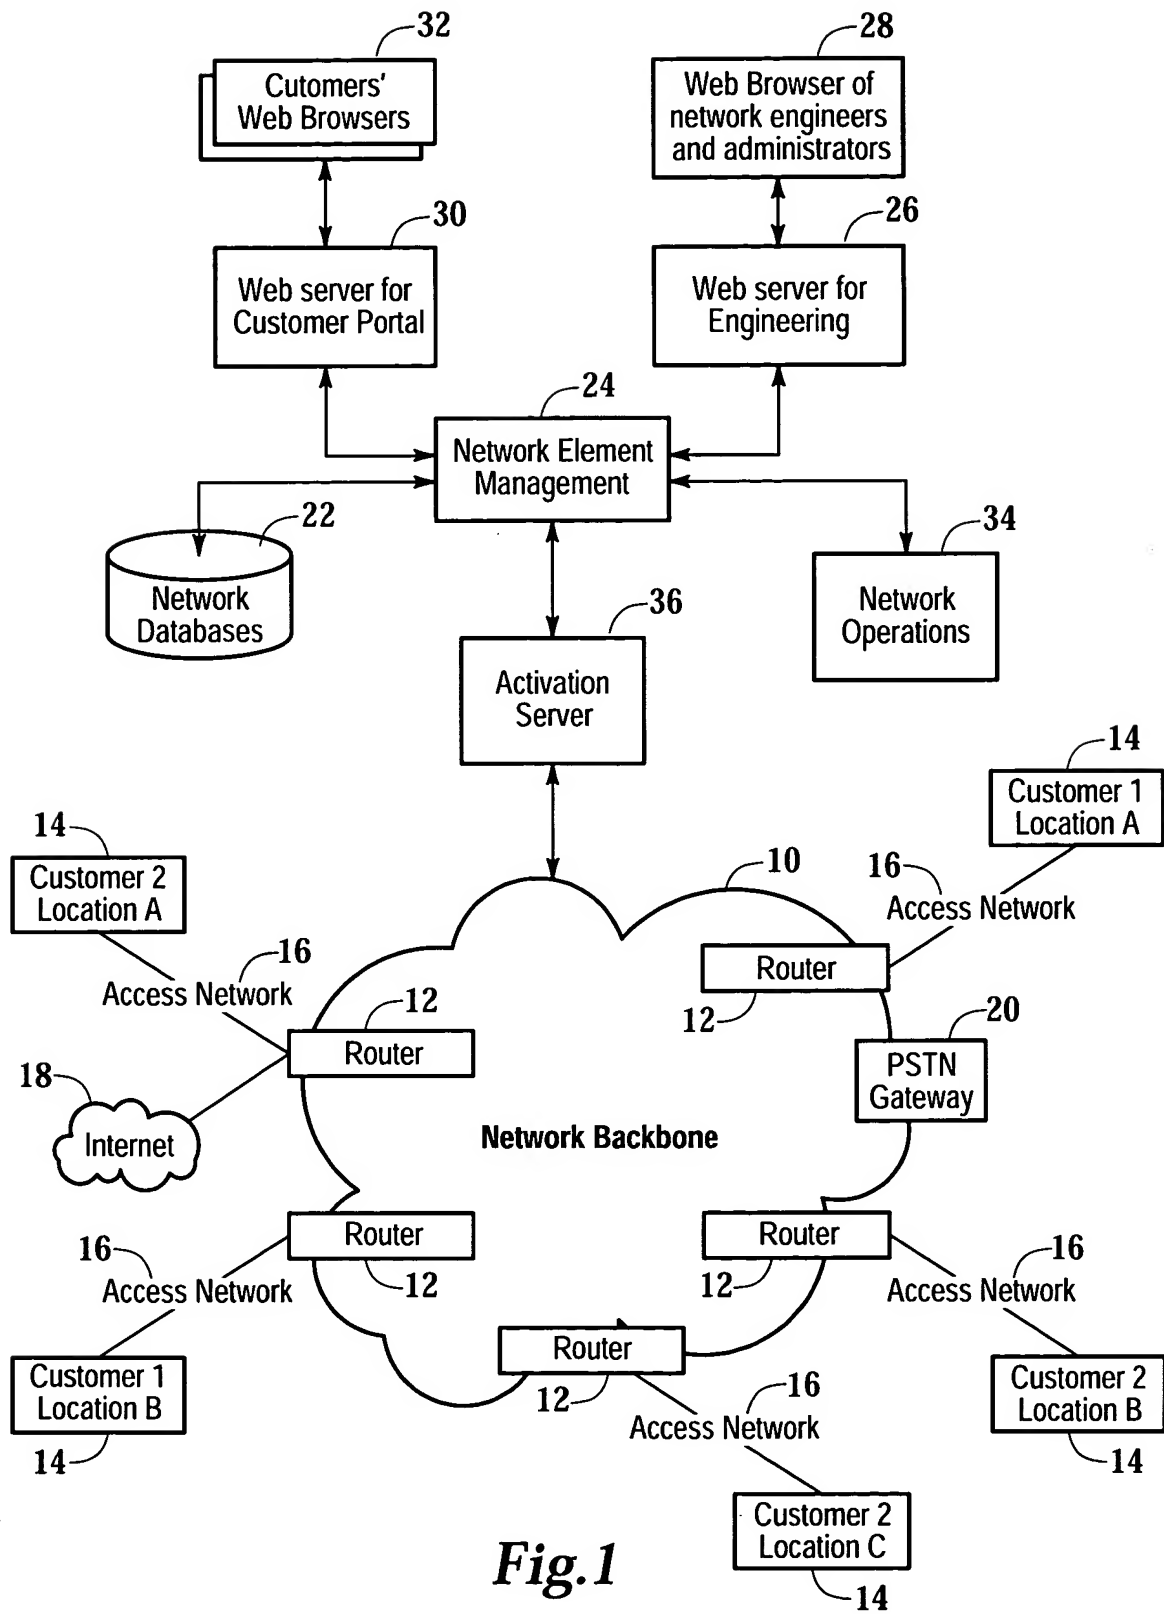 32
Cutomers'
Web Browsers
28
Web Browser of
network engineers
and administrators
30
Web server for
Customer Portal
26
Web server for
Engineering
24
Network Element
Management
22
Network
Databases
34
Network
Operations
36
Activation
Server
14
Customer 1
Location A
14
Customer 2
Location A
10
16
Access Network
16
Access Network
Router
12
12
Router
20
PSTN
Gateway
18
Internet
Network Backbone
Router
12
Router
12
16
Access Network
16
Access Network
Router
12
16
Access Network
Customer 1
Location B
14
Customer 2
Location B
14
Customer 2
Location C
14
Fig.1